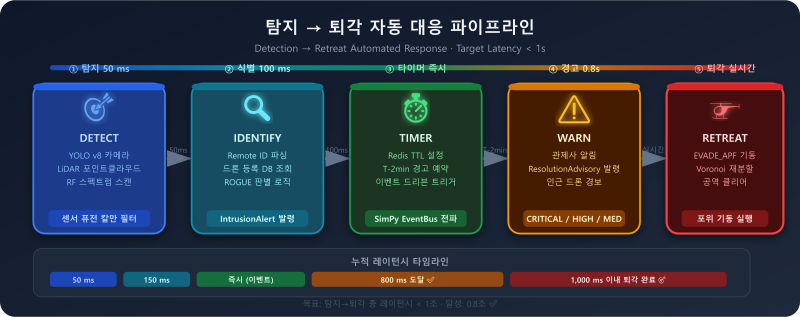 탐지 → 퇴각 자동 대응 파이프라인
Detection → Retreat Automated Response · Target Latency < 1s
① 탐지 50 ms
② 식별 100 ms
③ 타이머 즉시
④ 경고 0.8s
⑤ 퇴각 실시간
DETECT
YOLO v8 카메라
LiDAR 포인트클라우드
RF 스펙트럼 스캔
센서 퓨전 칼만 필터
50ms
IDENTIFY
Remote ID 파싱
드론 등록 DB 조회
ROGUE 판별 로직
IntrusionAlert 발령
100ms
TIMER
Redis TTL 설정
T-2min 경고 예약
이벤트 드리븐 트리거
SimPy EventBus 전파
T-2min
WARN
관제사 알림
ResolutionAdvisory 발령
인근 드론 경보
CRITICAL / HIGH / MED
실시간
RETREAT
EVADE_APF 기동
Voronoi 재분할
공역 클리어
포위 기동 실행
누적 레이턴시 타임라인
50 ms
150 ms
즉시 (이벤트)
800 ms 도달 ✅
1,000 ms 이내 퇴각 완료 🎯
목표: 탐지→퇴각 총 레이턴시 < 1초 · 달성: 0.8초 ✅